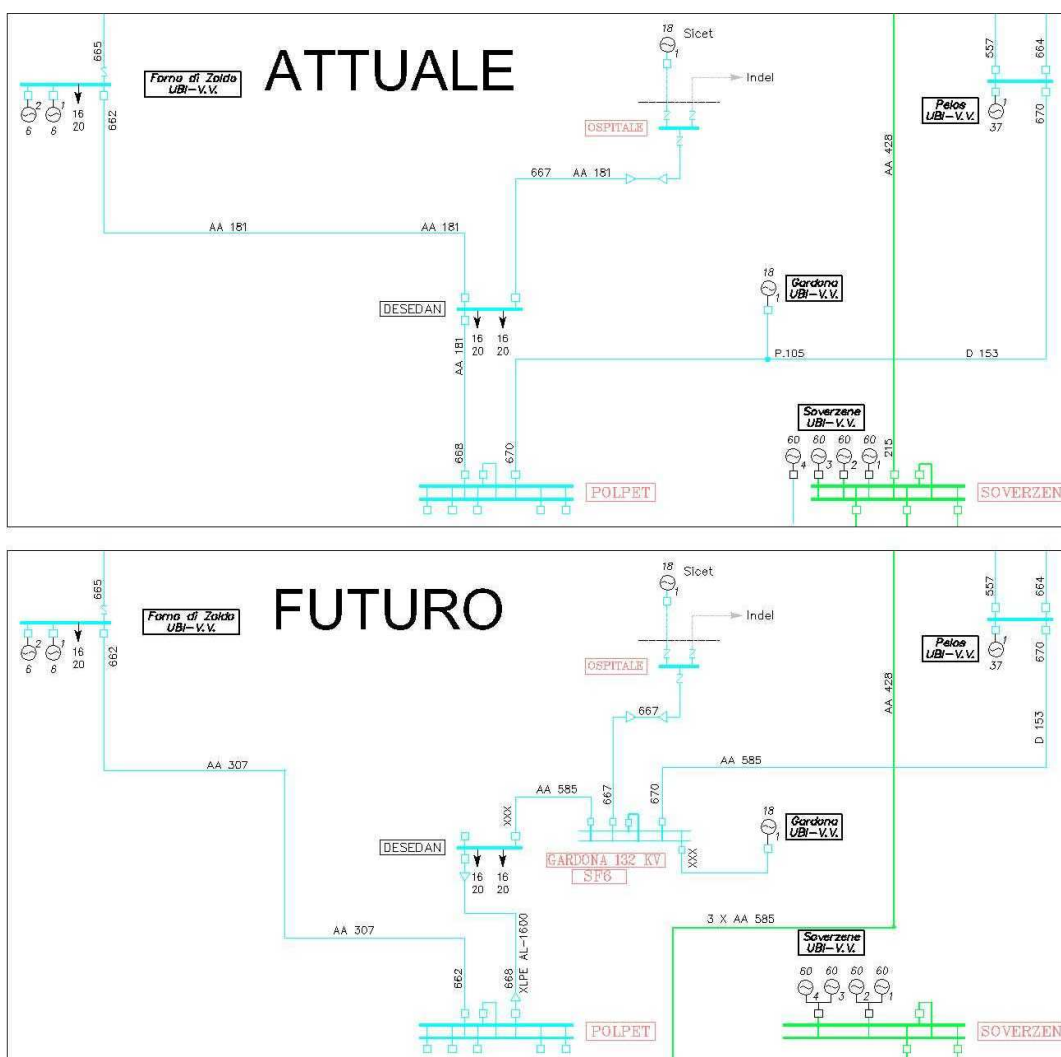 ATTUALE
665
Forno di Zoldo
UBI-V.V.
2
1
6
6
16
20
662
18
Sicet
1
Indel
OSPITALE
557
664
Pelos
UBI-V.V.
1
37
670
AA 428
667 AA 181
AA 181
AA 181
DESEDAN
16
20
16
20
AA 181
18
Gardona
UBI-V.V.
1
P.105
D 153
668
670
POLPET
Soverzene
UBI-V.V.
60
60
60
60
4
3
2
1
215
SOVERZEN
FUTURO
665
Forno di Zoldo
UBI-V.V.
2
1
6
6
16
20
662
18
Sicet
1
Indel
OSPITALE
557
664
Pelos
UBI-V.V.
1
37
670
AA 428
667
D 153
AA 307
AA 585
AA 585
XXX
667
670
18
Gardona
UBI-V.V.
1
DESEDAN
16
20
16
20
GARDONA 132 KV
SF6
XXX
AA 307
3 X AA 585
662
668
XLPE AL-1600
POLPET
Soverzene
UBI-V.V.
60
60
60
60
4
3
2
1
SOVERZEN